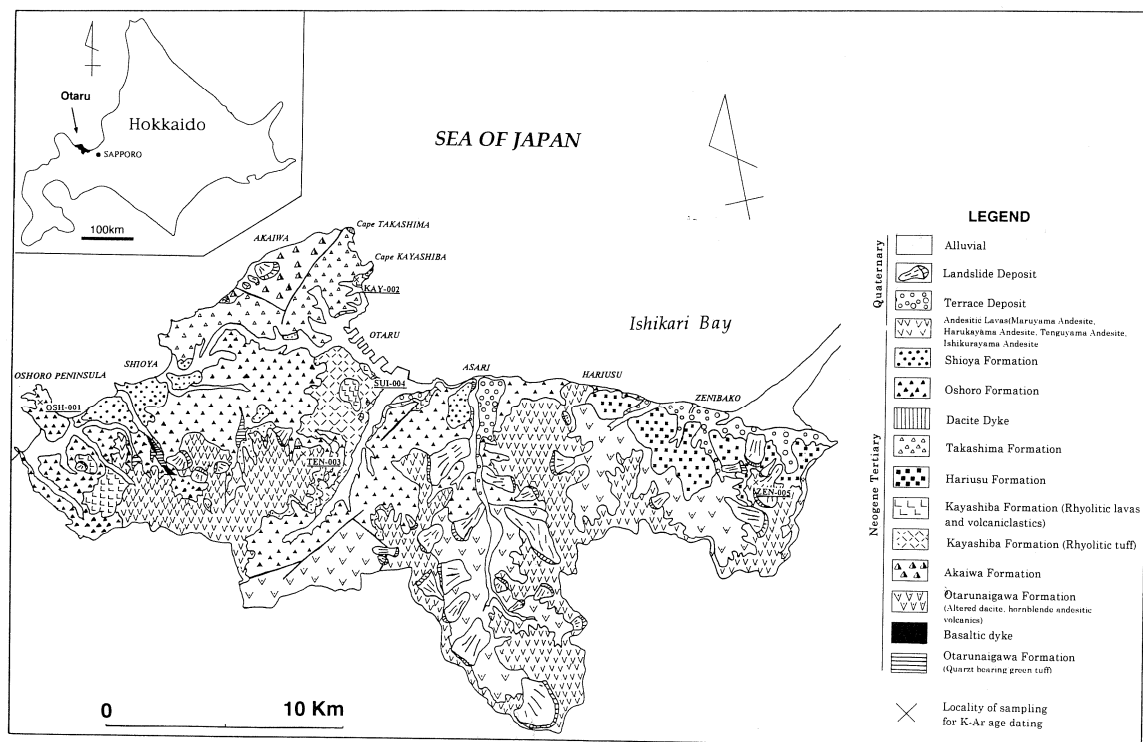 Otaru
Hokkaido
SAPPORO
100km
SEA OF JAPAN
Cape TAKASHIMA
AKAIWA
Cape KAYASHIBA
KAY-002
Ishikari Bay
OTARU
SHIOYA
OSHORO PENINSULA
ASARI
HARIUSU
SUI-004
ZENIBAKO
OSH-001
TEN-003
ZEN-005
0 10 Km
LEGEND
Quaternary
Neogene Tertiary
Alluvial
Landslide Deposit
Terrace Deposit
Andesitic Lavas(Maruyama Andesite,
Harukayama Andesite, Tenguyama Andesite,
Ishikurayama Andesite
Shioya Formation
Oshoro Formation
Dacite Dyke
Takashima Formation
Hariusu Formation
Kayashiba Formation (Rhyolitic lavas
and volcaniclastics)
Kayashiba Formation (Rhyolitic tuff)
Akaiwa Formation
Otarunaigawa Formation
(Altered dacite, hornblende andesitic
volcanics)
Basaltic dyke
Otarunaigawa Formation
(Quarzt bearing green tuff)
Locality of sampling
for K-Ar age dating